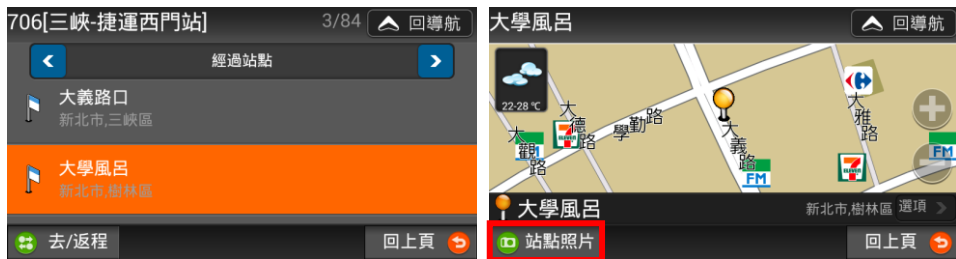 706[三峽-捷運西門站]
3/84
回導航
經過站點
大義路口
新北市,三峽區
大學風呂
新北市,樹林區
去/返程
回上頁
大學風呂
回導航
22-28 ℃
大德路
大觀路
學勤路
大義路
大雅路
7-ELEVEN
7-ELEVEN
FM
FM
大學風呂
新北市,樹林區
選項
站點照片
回上頁